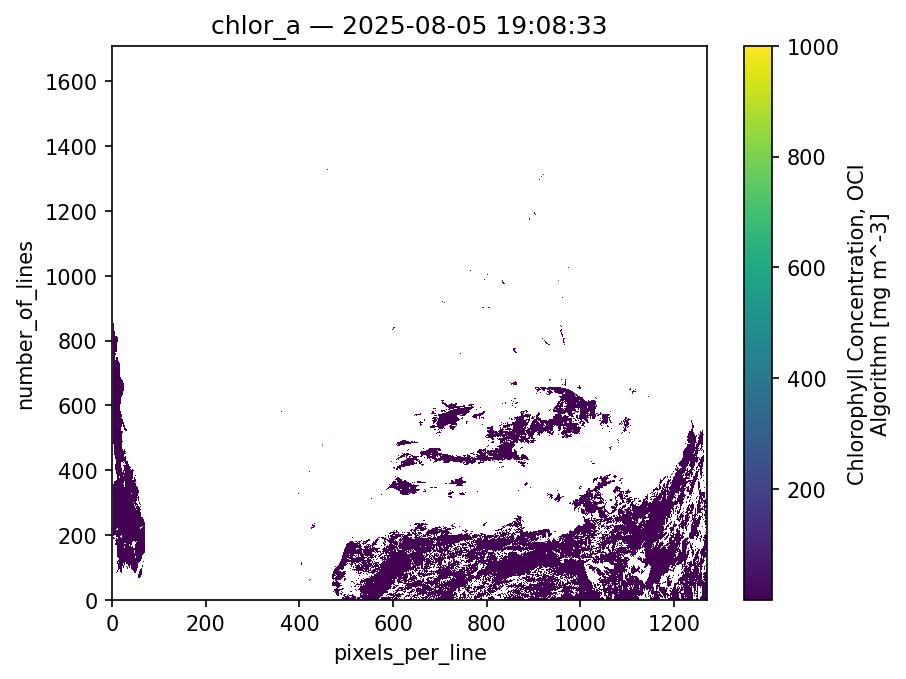 chlor_a — 2025-08-05 19:08:33
1600
1400
1200
1000
800
600
400
200
0
number_of_lines
0 200 400 600 800 1000 1200
pixels_per_line
1000
800
600
400
200
Chlorophyll Concentration, OCI
Algorithm [mg m^-3]